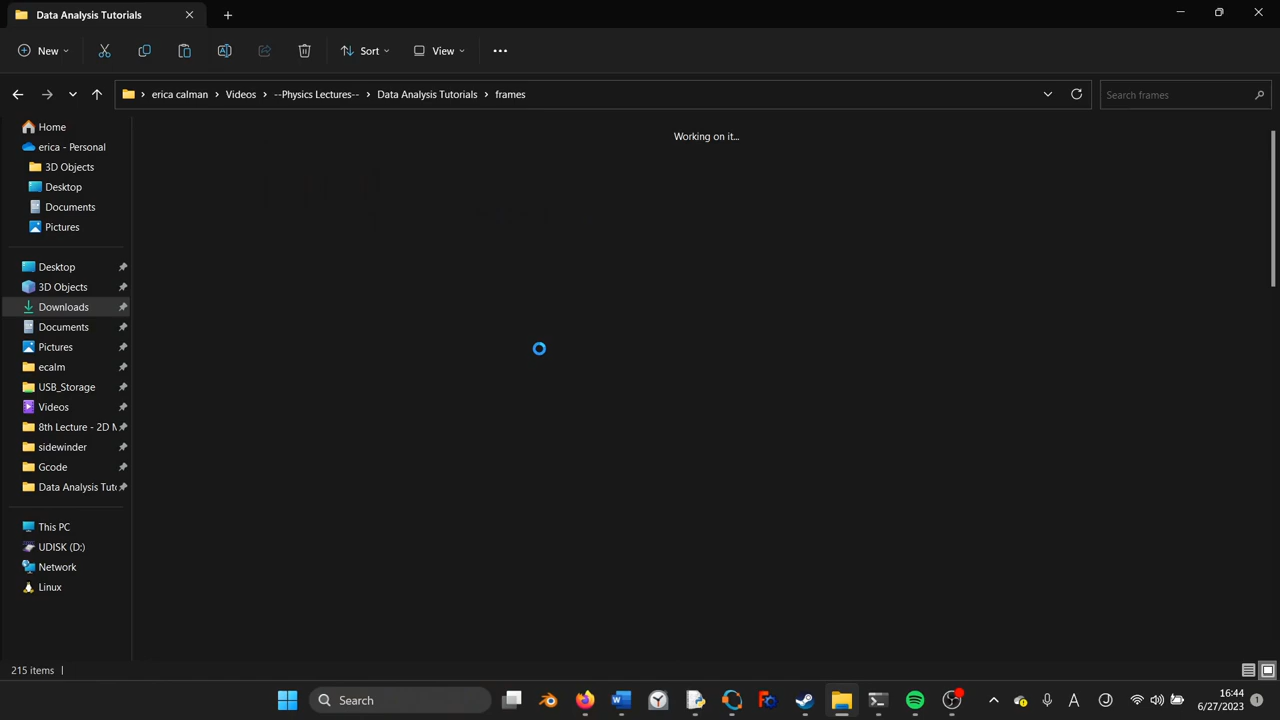 Data Analysis Tutorials
New
Sort
View
erica calman
Videos
--Physics Lectures--
Data Analysis Tutorials
frames
Search frames
Working on it...
Home
erica - Personal
3D Objects
Desktop
Documents
Pictures
Desktop
3D Objects
Downloads
Documents
Pictures
ecalm
USB_Storage
Videos
8th Lecture - 2D M
sidewinder
Gcode
Data Analysis Tuto
This PC
UDISK (D:)
Network
Linux
215 items
Search
A
16:44
6/27/2023
1